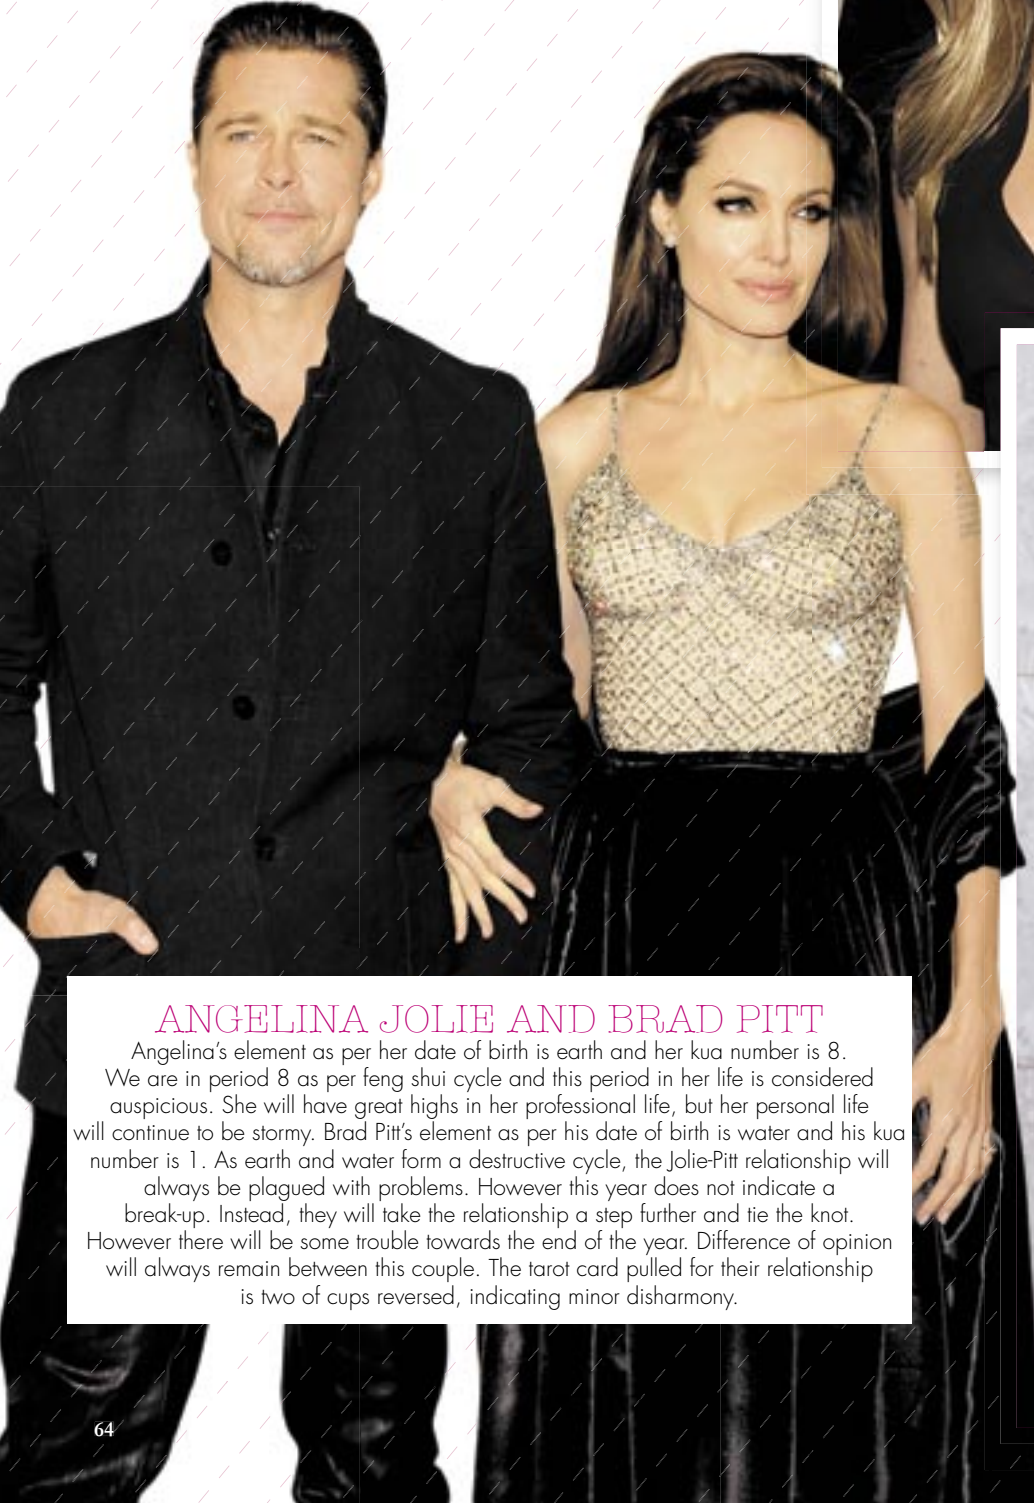 ANGELINA JOLIE AND BRAD PITT
Angelina’s element as per her date of birth is earth and her kua number is 8.
We are in period 8 as per feng shui cycle and this period in her life is considered
auspicious. She will have great highs in her professional life, but her personal life
will continue to be stormy. Brad Pitt’s element as per his date of birth is water and his kua
number is 1. As earth and water form a destructive cycle, the Jolie-Pitt relationship will
always be plagued with problems. However this year does not indicate a
break-up. Instead, they will take the relationship a step further and tie the knot.
However there will be some trouble towards the end of the year. Difference of opinion
will always remain between this couple. The tarot card pulled for their relationship
is two of cups reversed, indicating minor disharmony.
64